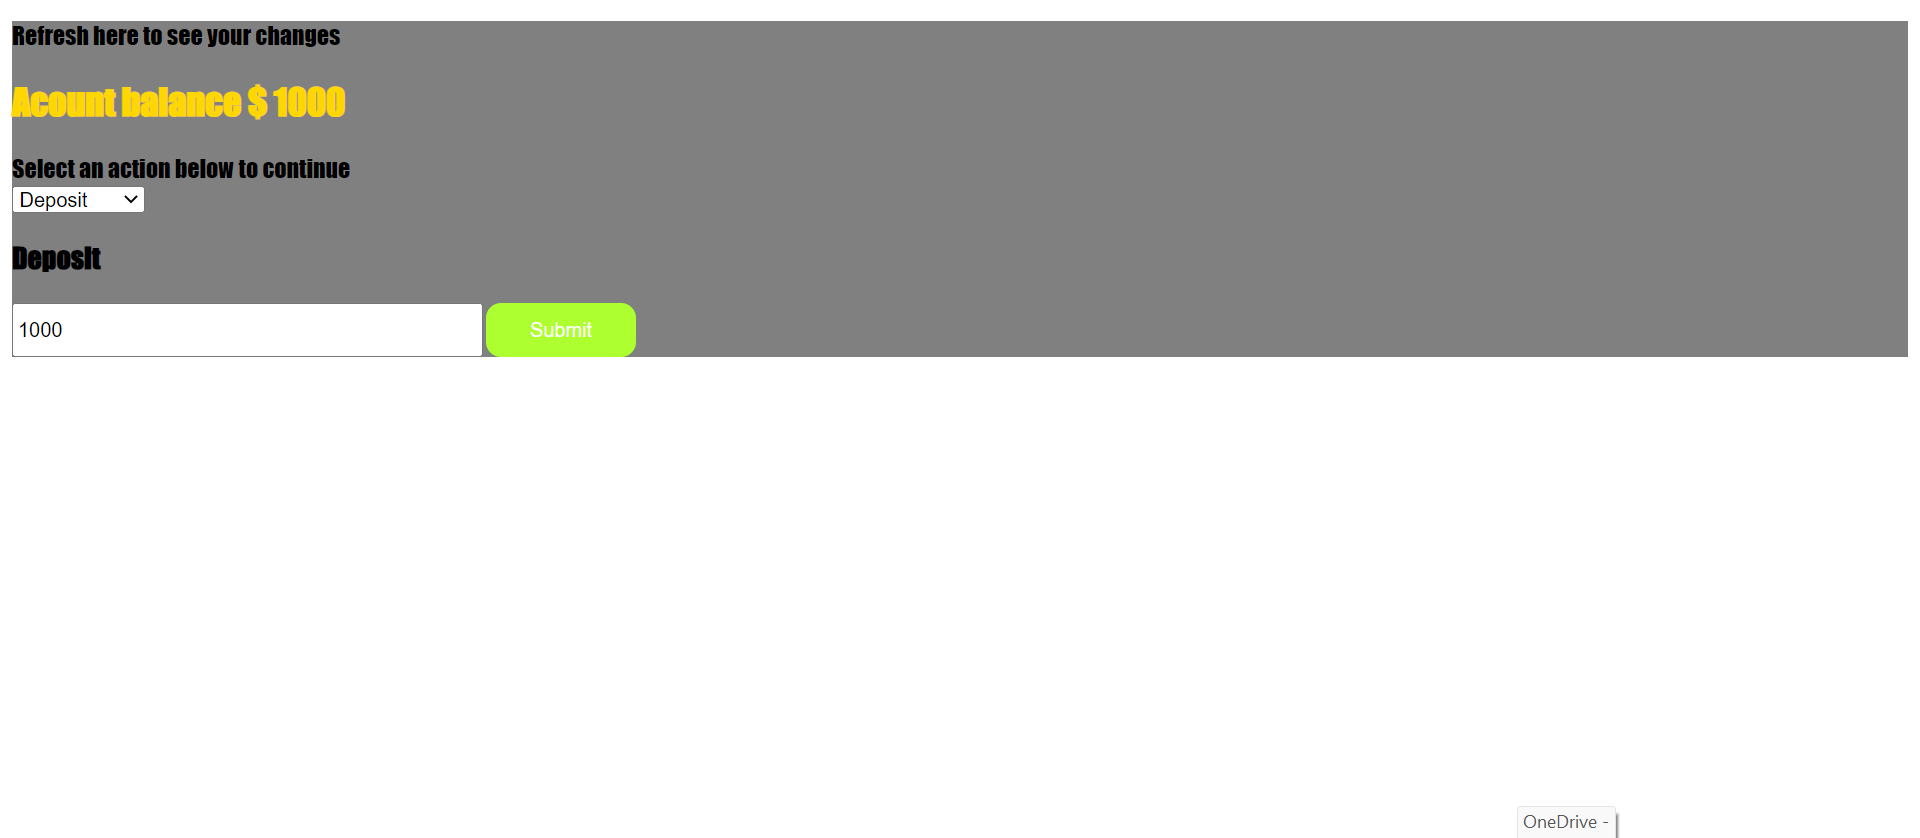 Refresh here to see your changes
Acount balance $ 1000
Select an action below to continue
Deposit
Deposit
1000 Submit
OneDrive -